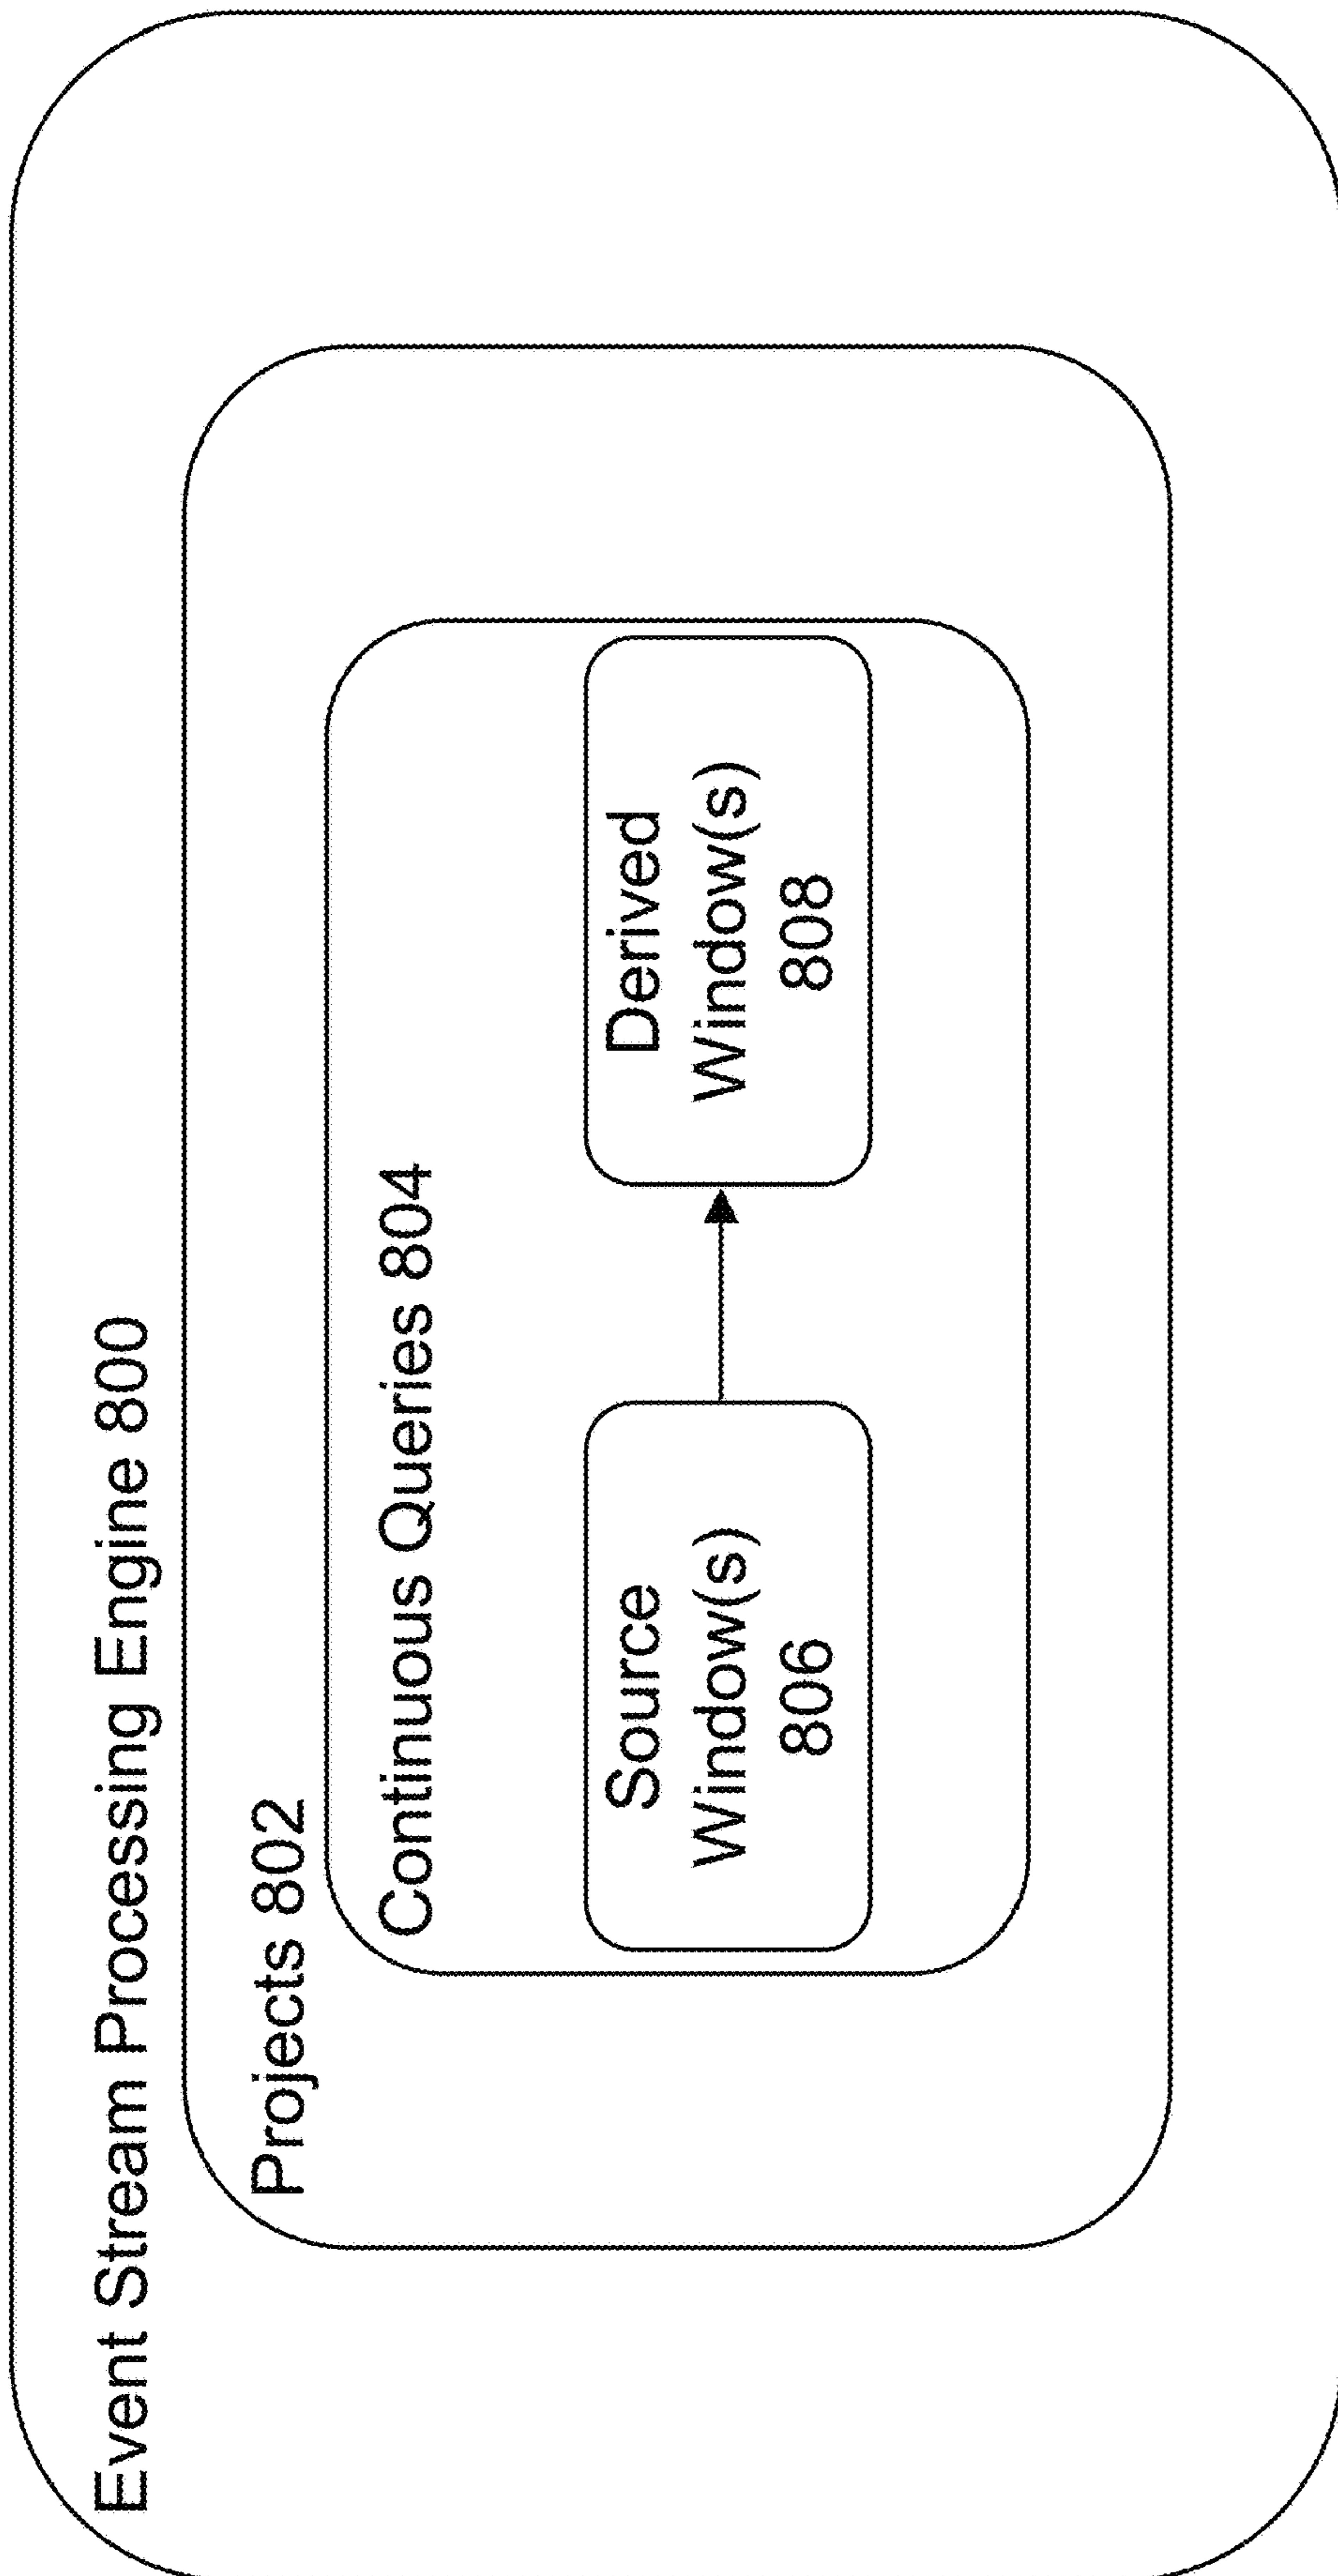 Event Stream Processing Engine 800
Projects 802
Continuous Queries 804
Source
Window(s)
806
Derived
Window(s)
808